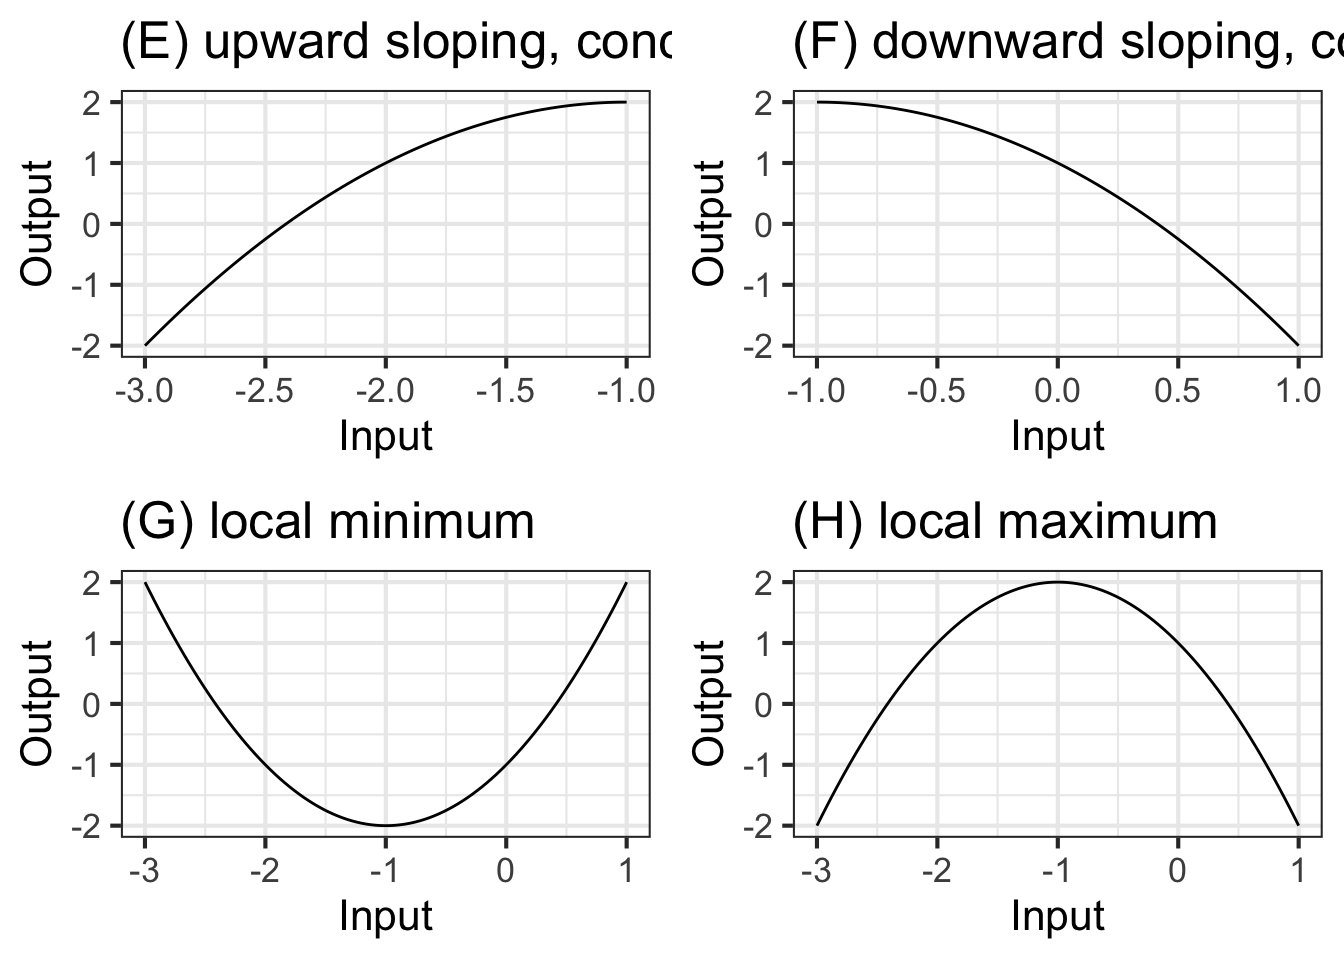 (E) upward sloping, conc
Output
2
1
0
-1
-2
-3.0 -2.5 -2.0 -1.5 -1.0
Input
(F) downward sloping, co
Output
2
1
0
-1
-2
-1.0 -0.5 0.0 0.5 1.0
Input
(G) local minimum
Output
2
1
0
-1
-2
-3 -2 -1 0 1
Input
(H) local maximum
Output
2
1
0
-1
-2
-3 -2 -1 0 1
Input